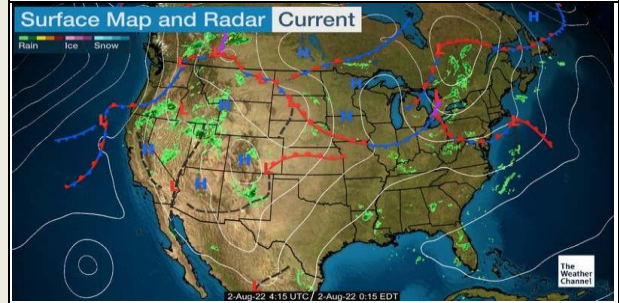 Surface Map and Radar Current
Rain Ice Snow
H
H
H
H
H
H
H
H
L
L
L
L
L
L
The
Weather
Channel
2-Aug-22 4:15 UTC / 2-Aug-22 0:15 EDT